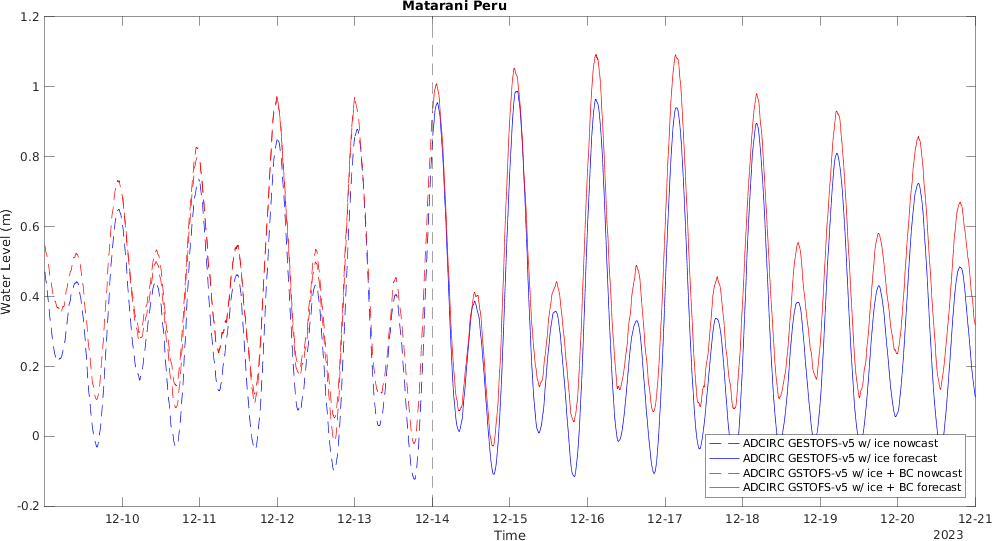 Matarani Peru
1.2
1
0.8
0.6
0.4
0.2
0
-0.2
Water Level (m)
ADCIRC GESTOFS-v5 w/ ice nowcast
ADCIRC GESTOFS-v5 w/ ice forecast
ADCIRC GSTOFS-v5 w/ ice + BC nowcast
ADCIRC GSTOFS-v5 w/ ice + BC forecast
12-10 12-11 12-12 12-13 12-14 12-15 12-16 12-17 12-18 12-19 12-20 12-21
Time
2023